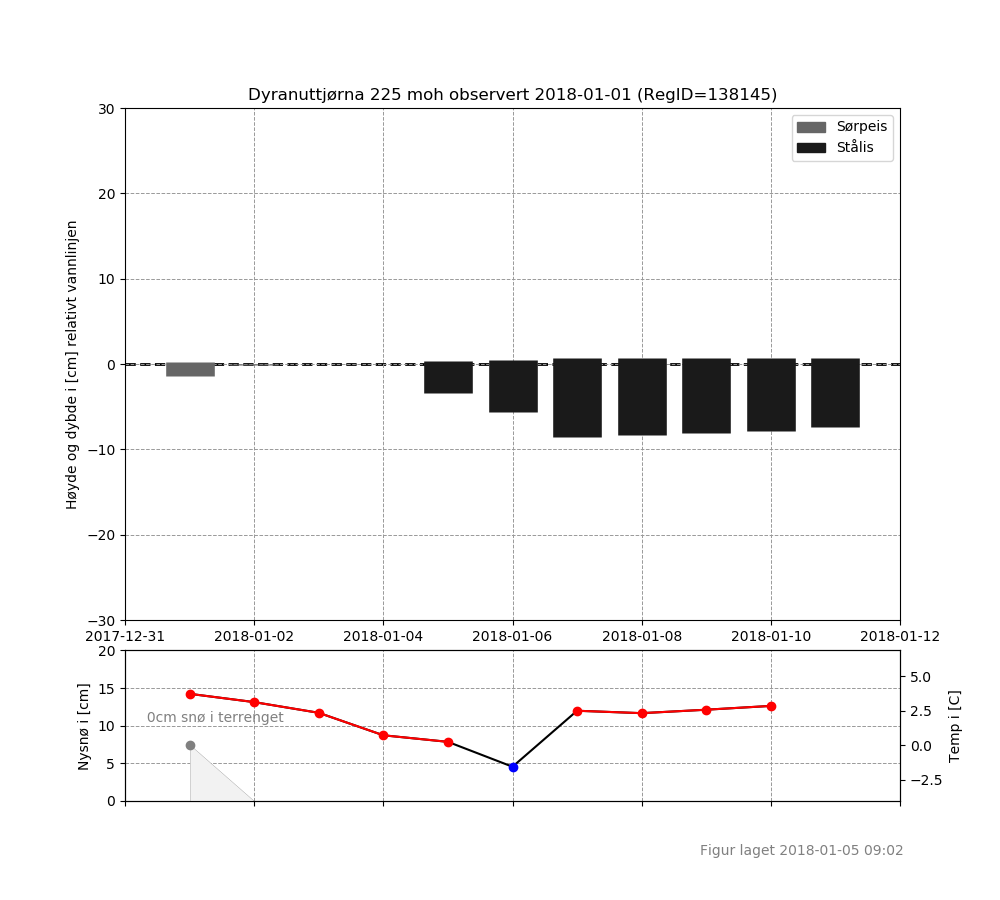 Dyranuttjørna 225 moh observert 2018-01-01 (RegID=138145)
Sørpeis
Stålis
Høyde og dybde i [cm] relativt vannlinjen
30
20
10
0
−10
−20
−30
2017-12-31 2018-01-02 2018-01-04 2018-01-06 2018-01-08 2018-01-10 2018-01-12
Nysnø i [cm]
20
15
10
5
0
0cm snø i terrenget
5.0
2.5
0.0
−2.5
Temp i [C]
Figur laget 2018-01-05 09:02